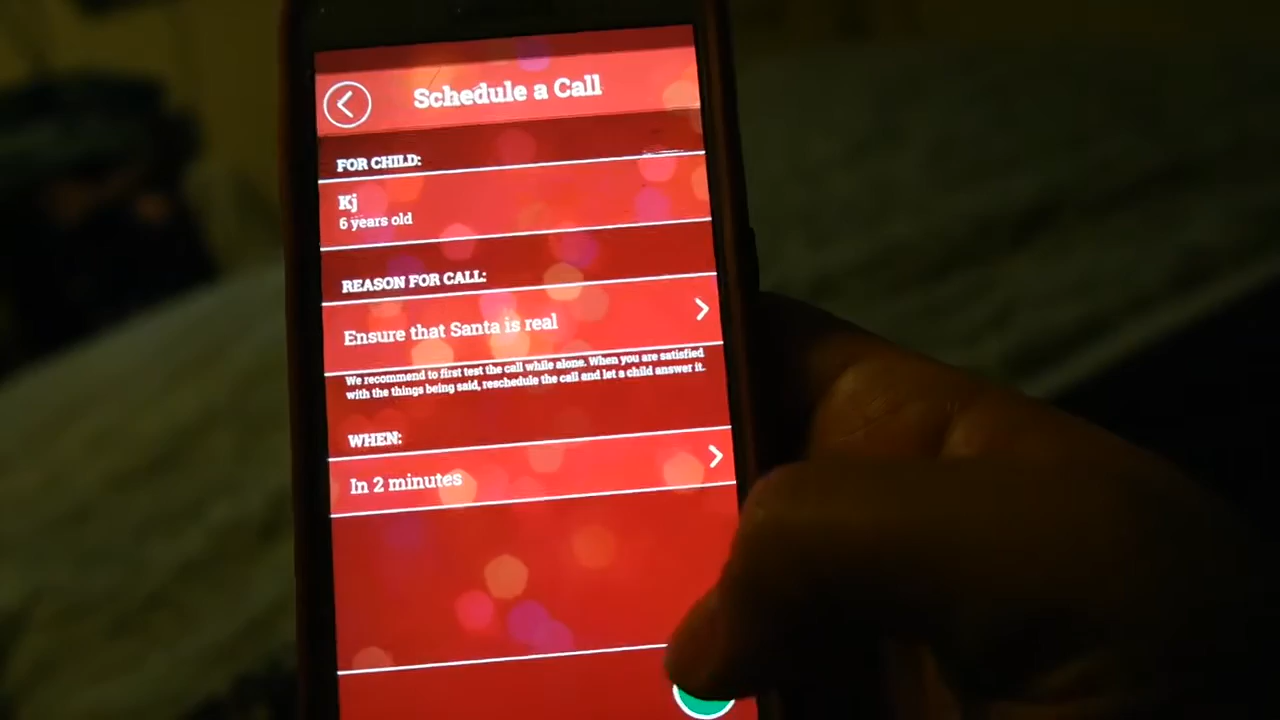 Schedule a Call
FOR CHILD:
Kj
6 years old
REASON FOR CALL:
Ensure that Santa is real
We recommend to first test the call while alone. When you are satisfied
with the things being said, reschedule the call and let a child answer it.
WHEN:
In 2 minutes